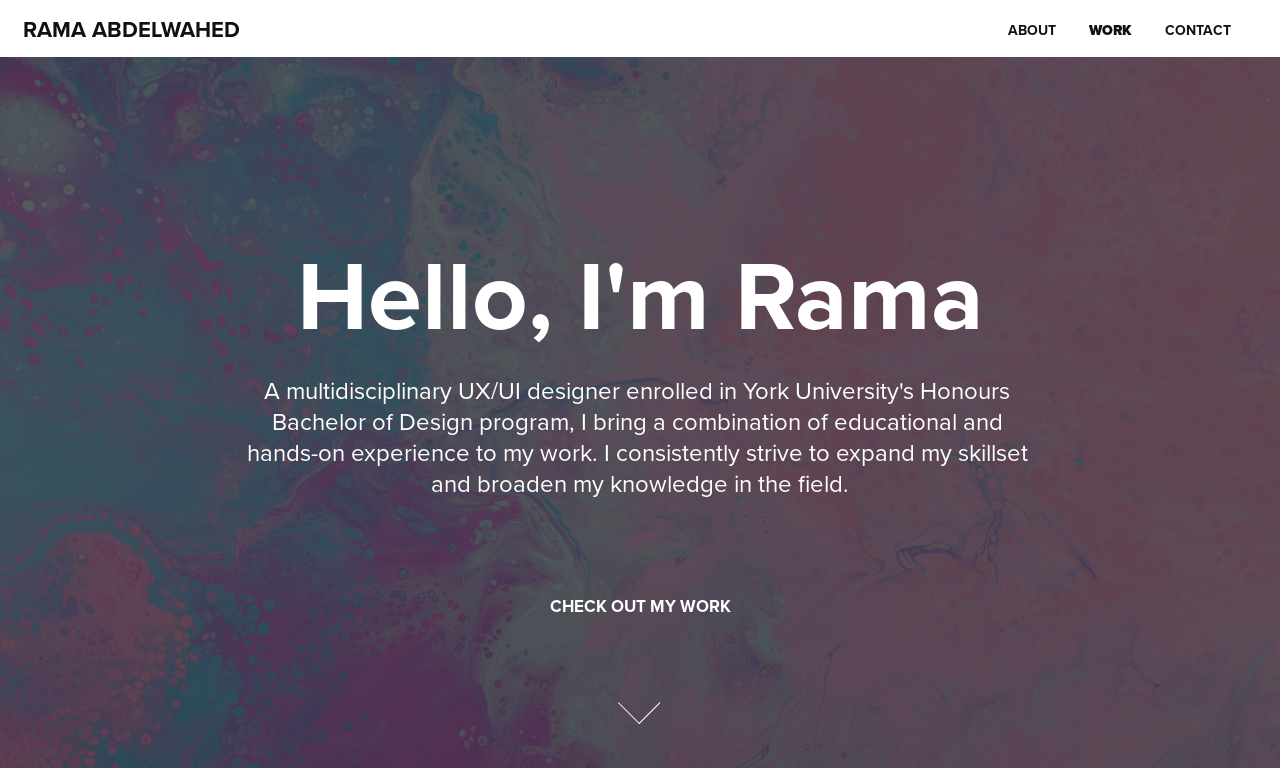 RAMA ABDELWAHED
ABOUT
WORK
CONTACT
Hello, I'm Rama
A multidisciplinary UX/UI designer enrolled in York University's Honours
Bachelor of Design program, I bring a combination of educational and
hands-on experience to my work. I consistently strive to expand my skillset
and broaden my knowledge in the field.
CHECK OUT MY WORK